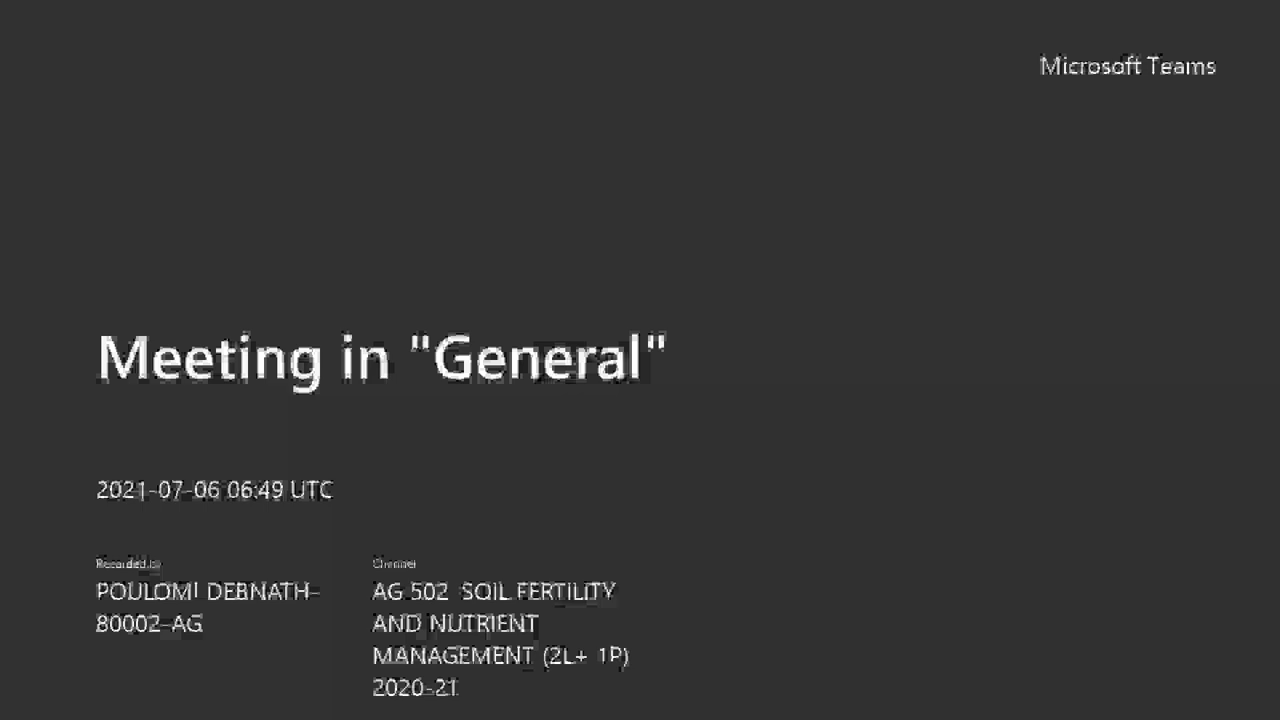 Microsoft Teams
Meeting in "General"
2021-07-06 06:49 UTC
Recorded by
POULOMI DEBNATH-
80002-AG
Channel
AG 502 SOIL FERTILITY
AND NUTRIENT
MANAGEMENT (2L+ 1P)
2020-21